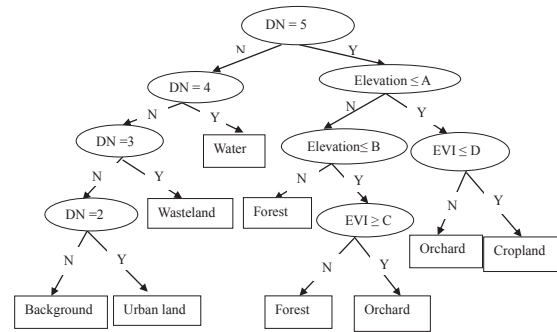 DN = 5
N
Y
DN = 4
Elevation ≤ A
N
Y
N
Y
DN =3
Water
Elevation≤ B
EVI ≤ D
N
Y
N
Y
N
Y
DN =2
Wasteland
Forest
EVI ≥ C
Orchard
Cropland
N
Y
N
Y
Background
Urban land
Forest
Orchard